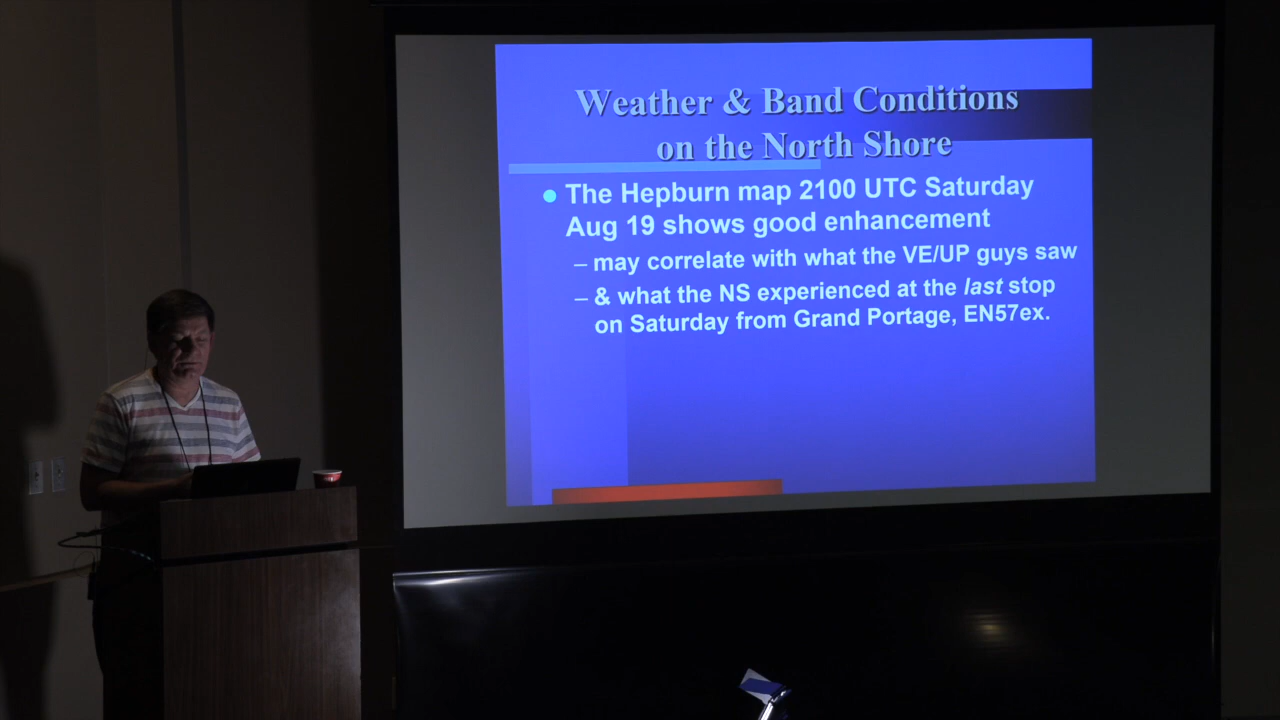 Weather & Band Conditions
on the North Shore
● The Hepburn map 2100 UTC Saturday
Aug 19 shows good enhancement
– may correlate with what the VE/UP guys saw
– & what the NS experienced at the last stop
on Saturday from Grand Portage, EN57ex.